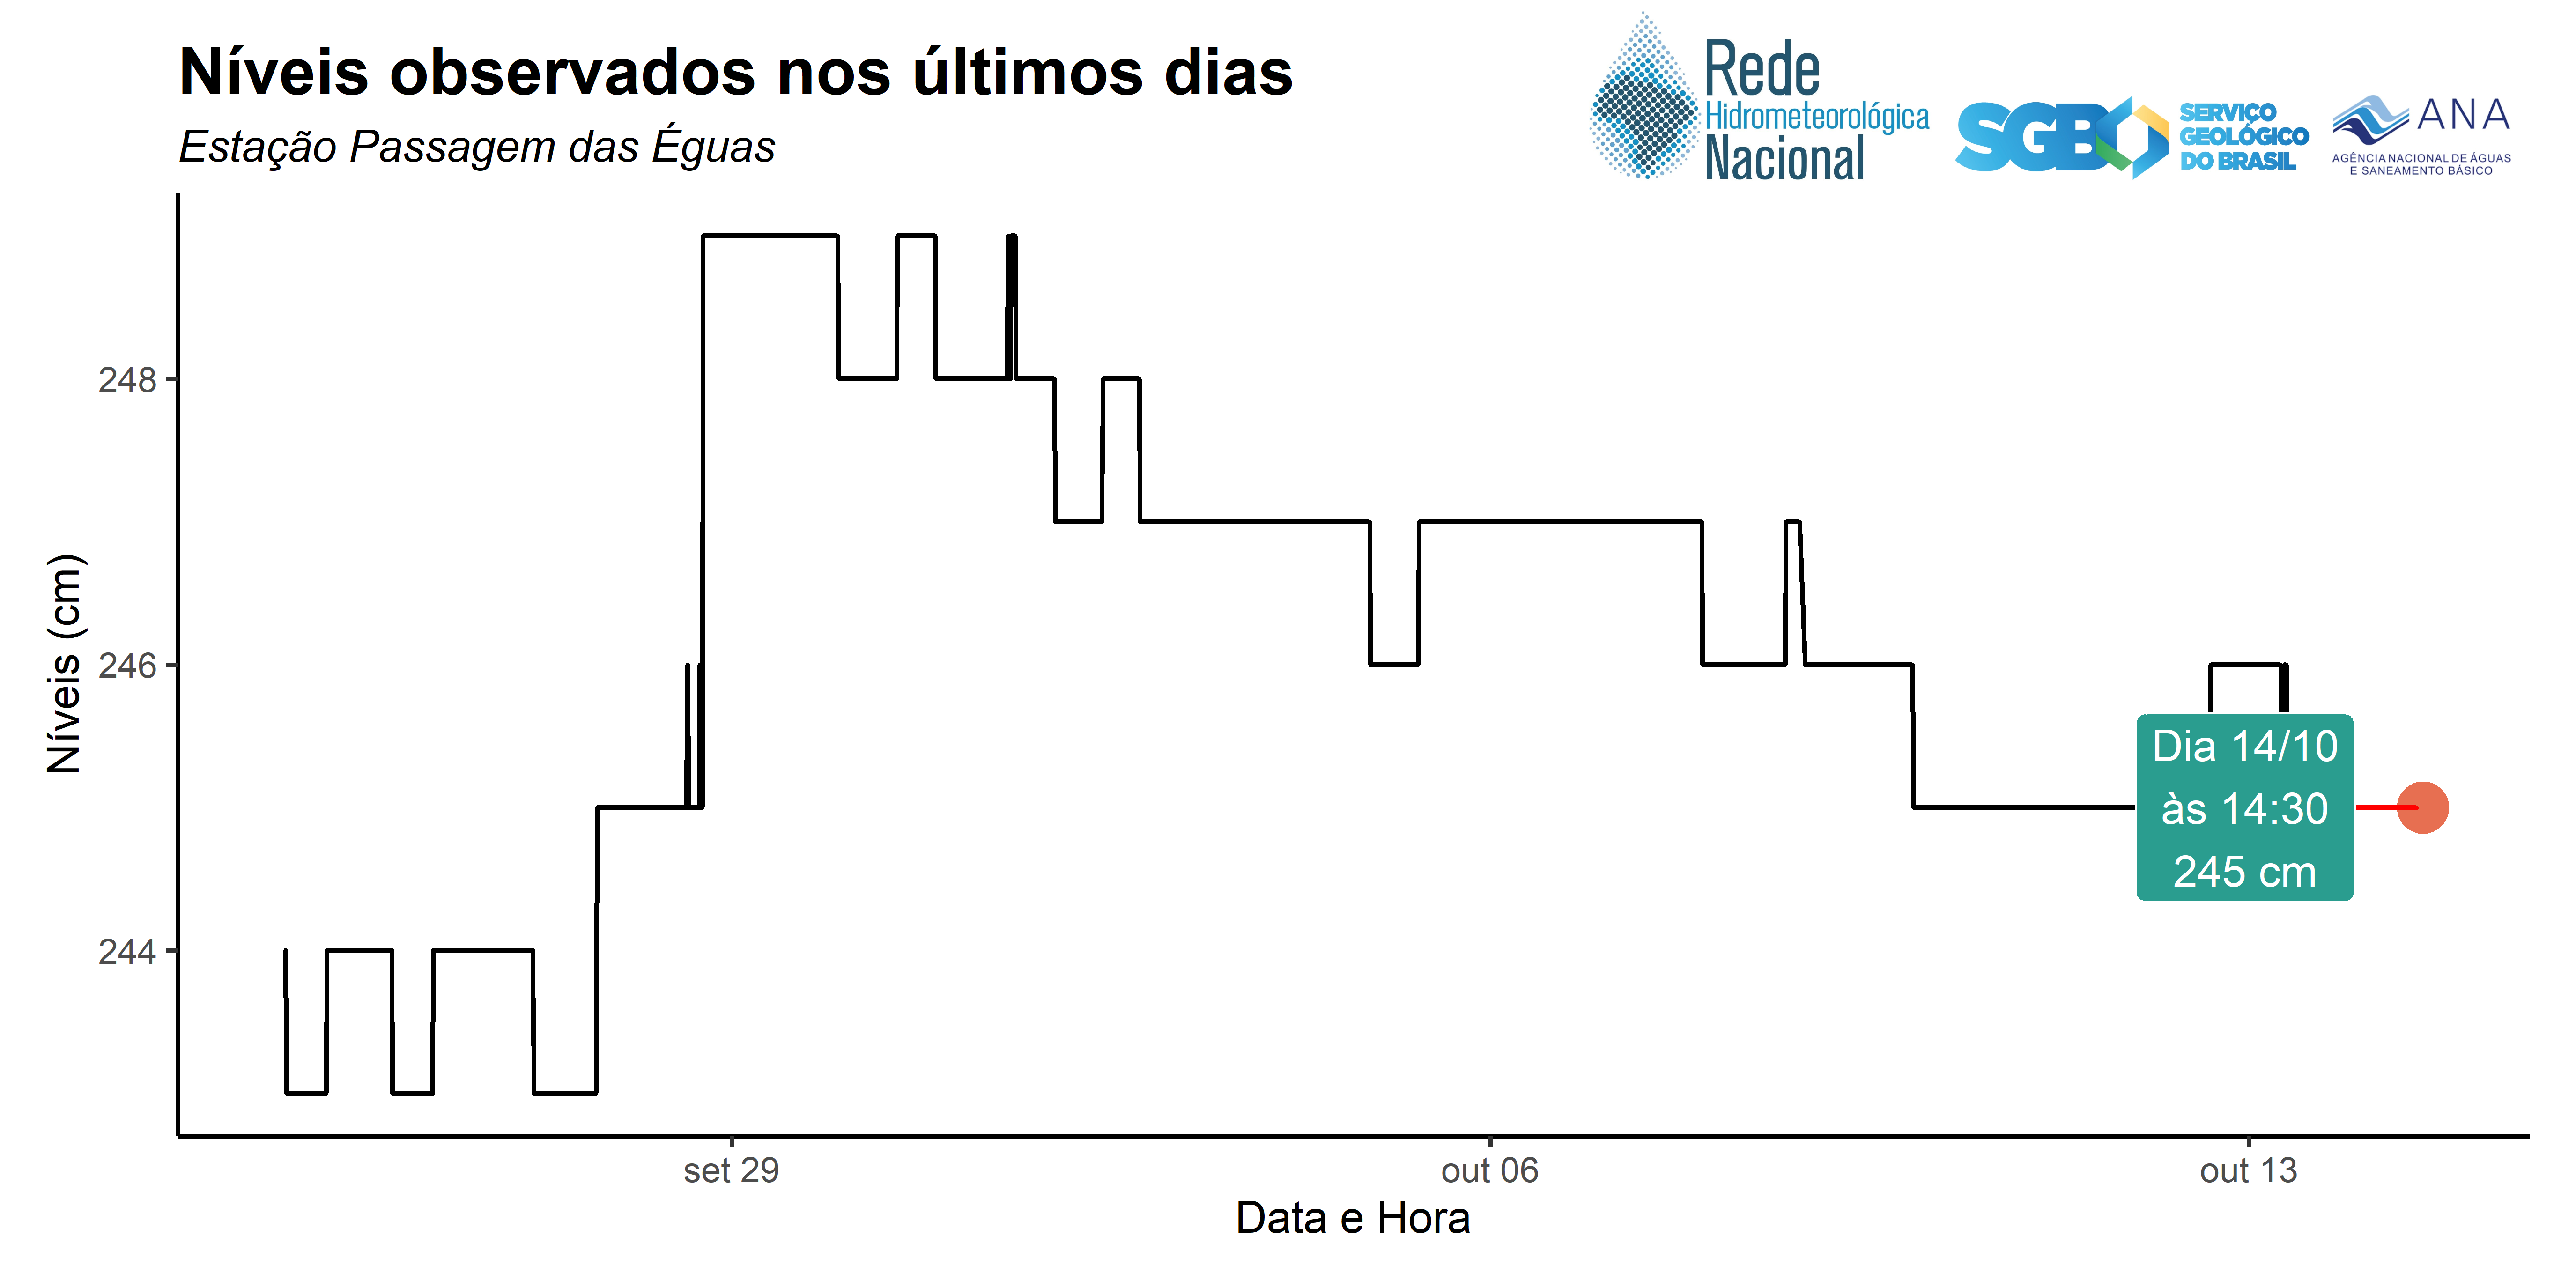 Níveis observados nos últimos dias
Estação Passagem das Éguas
Rede
Hidrometeorológica
Nacional
SGB
SERVIÇO
GEOLÓGICO
DO BRASIL
ANA
AGÊNCIA NACIONAL DE ÁGUAS
E SANEAMENTO BÁSICO
Níveis (cm)
248
246
244
Dia 14/10
às 14:30
245 cm
set 29
out 06
out 13
Data e Hora